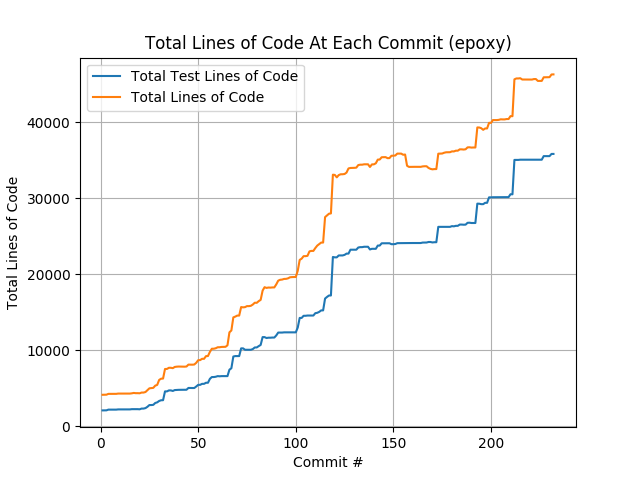 Total Lines of Code At Each Commit (epoxy)
Total Test Lines of Code
Total Lines of Code
Total Lines of Code
40000
30000
20000
10000
0
0 50 100 150 200
Commit #